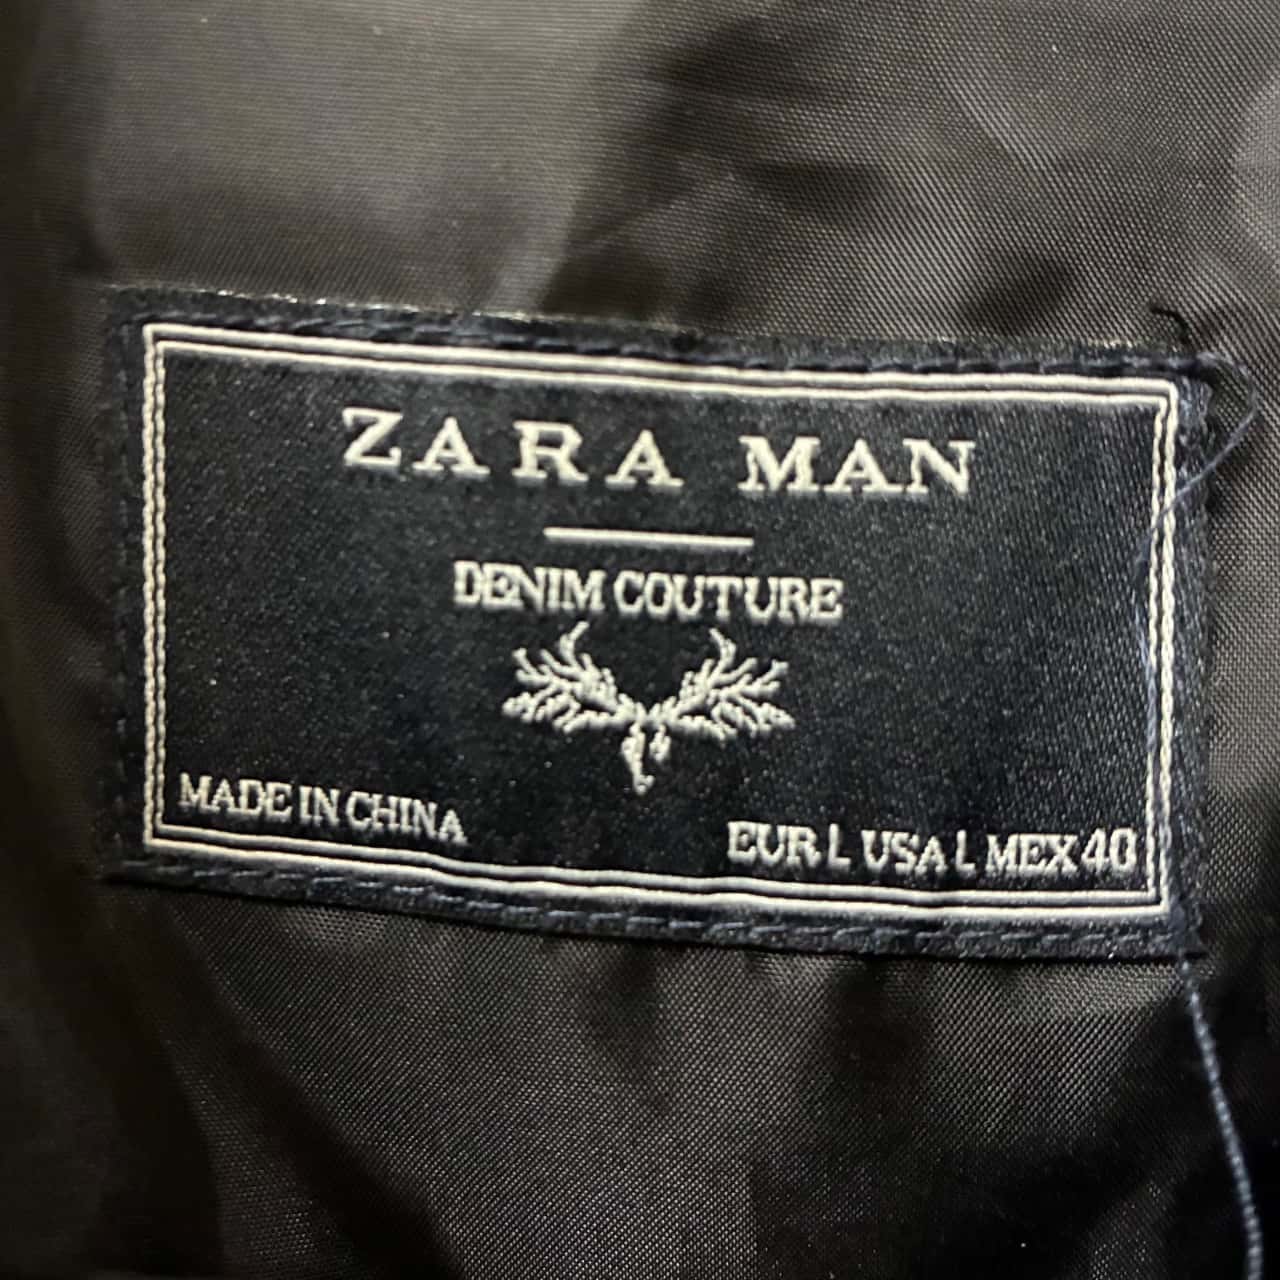 ZARA MAN
DENIM COUTURE
MADE IN CHINA
EUR L USA L MEX 40